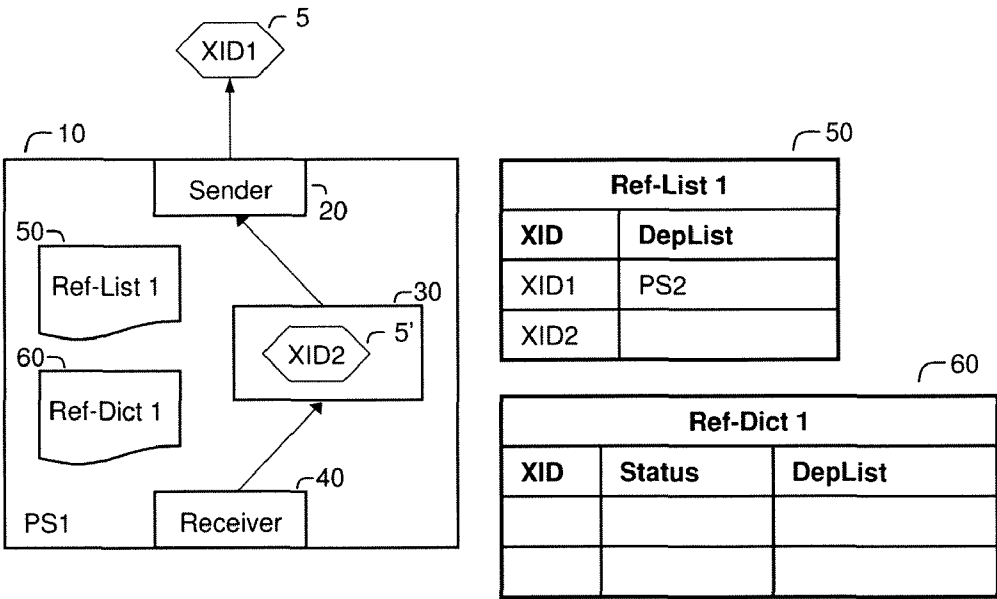 5
XID1
10
Sender
20
50
Ref-List 1
30
XID2
5'
60
Ref-Dict 1
40
PS1
Receiver
50
Ref-List 1
XID DepList
XID1 PS2
XID2
60
Ref-Dict 1
XID Status DepList